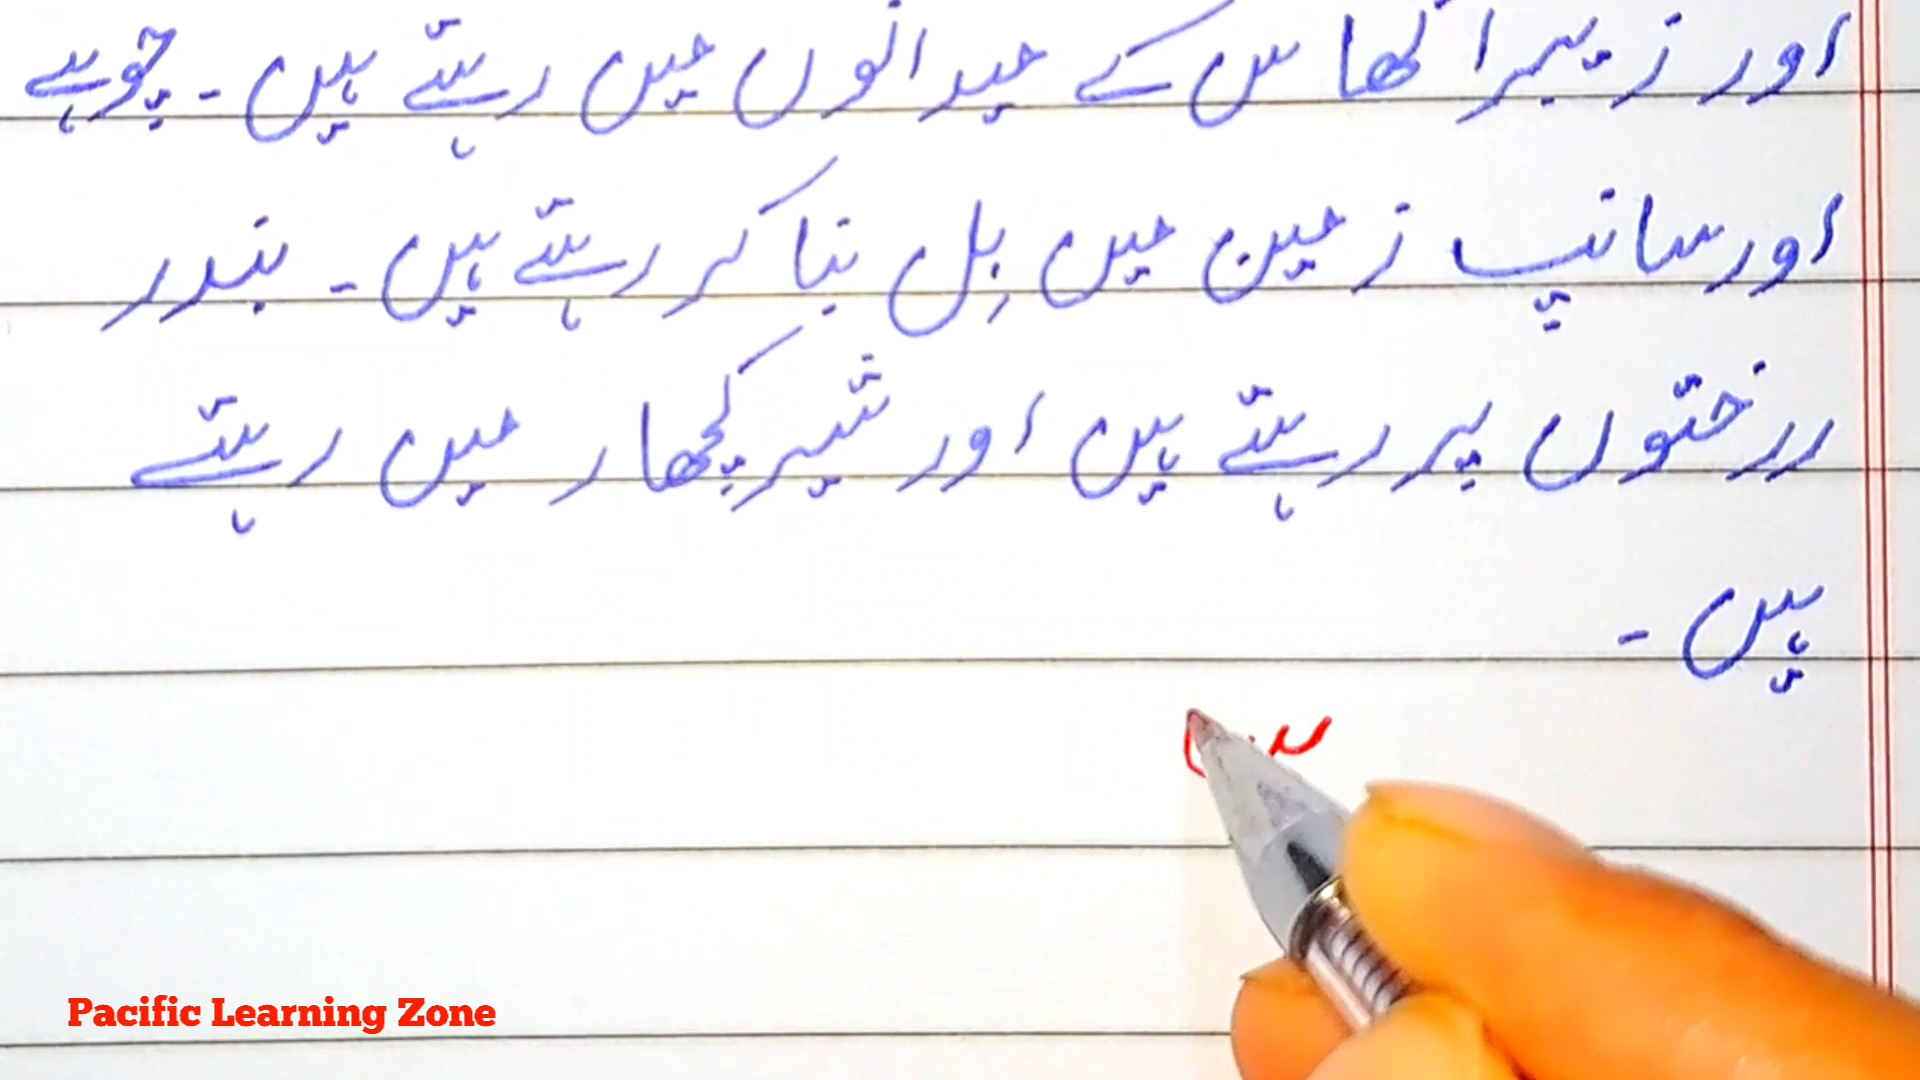 اور زیبرا گھاس کے میدانوں میں رہتے ہیں ۔ چوہے
اور سانپ زمین میں بِل بنا کر رہتے ہیں ۔ بندر
درختوں پر رہتے ہیں اور شیر کچھار میں رہتے
ہیں ۔
Pacific Learning Zone